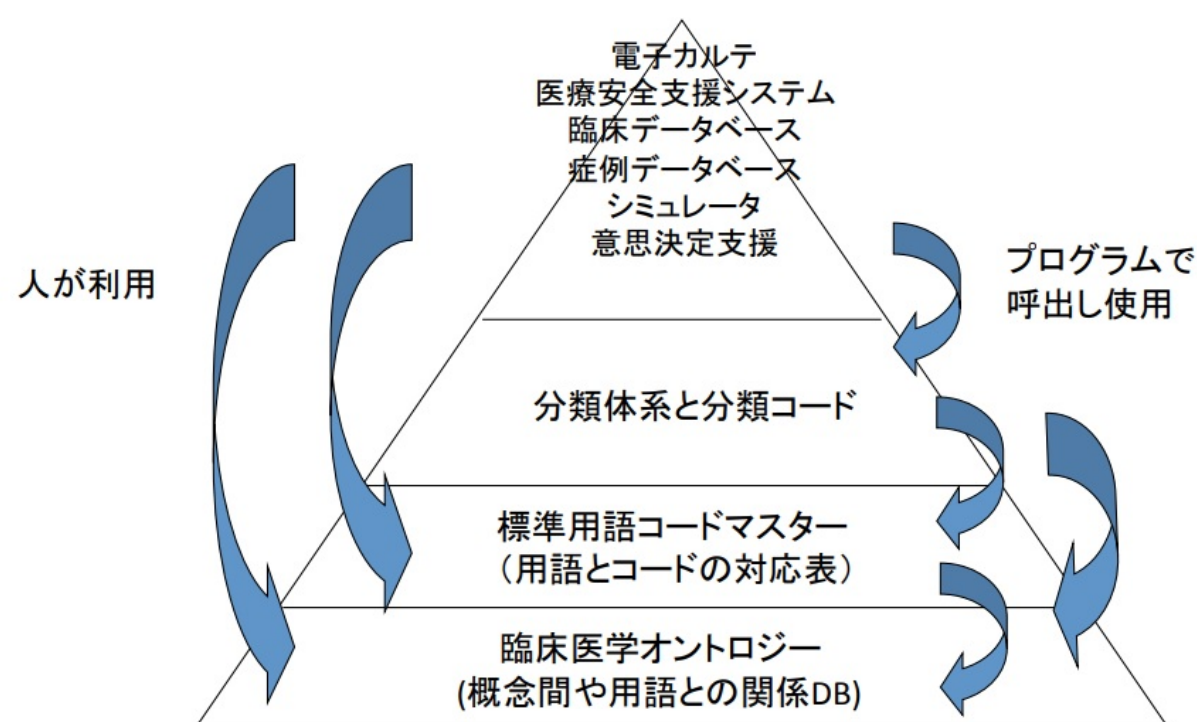 電子カルテ
医療安全支援システム
臨床データベース
症例データベース
シミュレータ
意思決定支援
人が利用
プログラムで
呼出し使用
分類体系と分類コード
標準用語コードマスター
（用語とコードの対応表）
臨床医学オントロジー
(概念間や用語との関係DB)